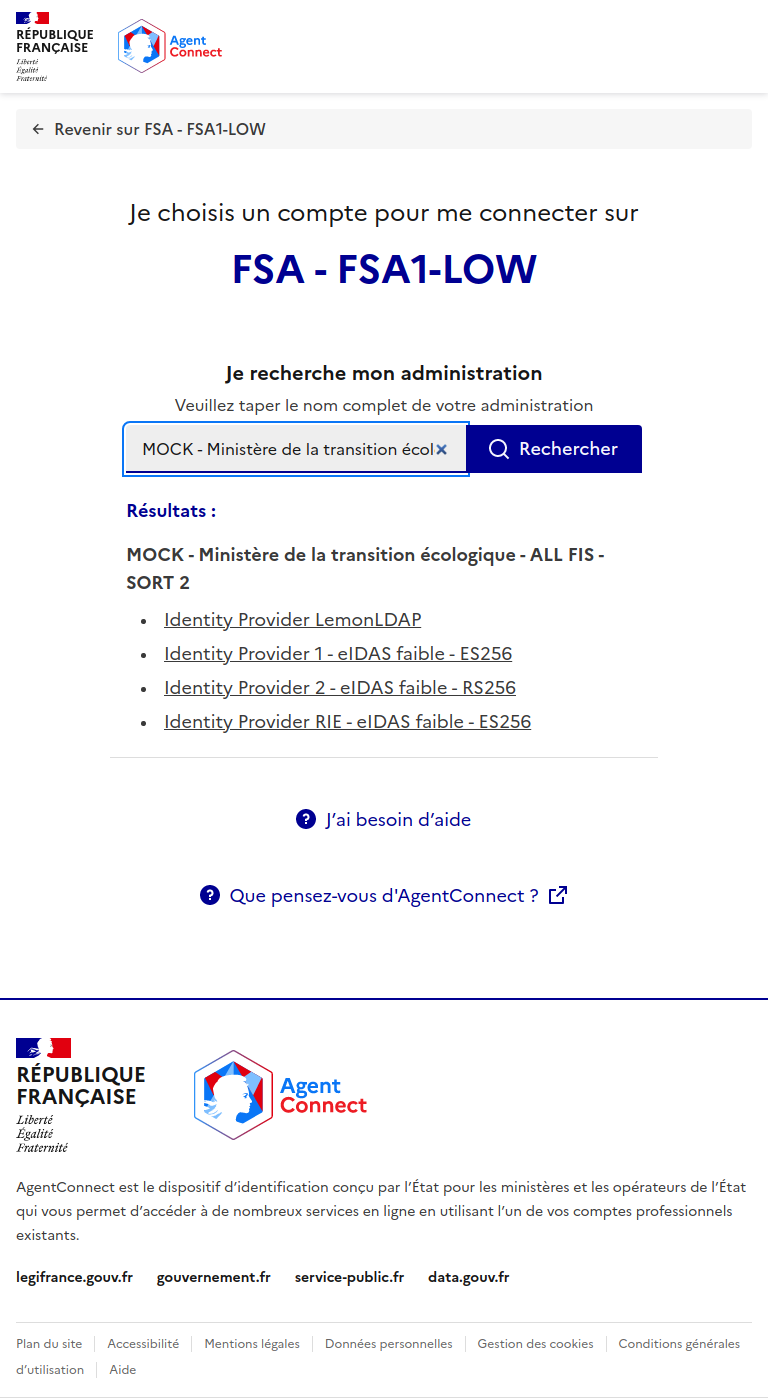 RÉPUBLIQUE
FRANÇAISE
Liberté
Égalité
Fraternité
Agent
Connect
Revenir sur FSA - FSA1-LOW
Je choisis un compte pour me connecter sur
FSA - FSA1-LOW
Je recherche mon administration
Veuillez taper le nom complet de votre administration
MOCK - Ministère de la transition écol
Rechercher
Résultats :
MOCK - Ministère de la transition écologique - ALL FIS -
SORT 2
Identity Provider LemonLDAP
Identity Provider 1 - eIDAS faible - ES256
Identity Provider 2 - eIDAS faible - RS256
Identity Provider RIE - eIDAS faible - ES256
J’ai besoin d’aide
Que pensez-vous d'AgentConnect ?
RÉPUBLIQUE
FRANÇAISE
Liberté
Égalité
Fraternité
Agent
Connect
AgentConnect est le dispositif d’identification conçu par l’État pour les ministères et les opérateurs de l’État
qui vous permet d’accéder à de nombreux services en ligne en utilisant l’un de vos comptes professionnels
existants.
legifrance.gouv.fr gouvernement.fr service-public.fr data.gouv.fr
Plan du site Accessibilité Mentions légales Données personnelles Gestion des cookies Conditions générales
d’utilisation Aide